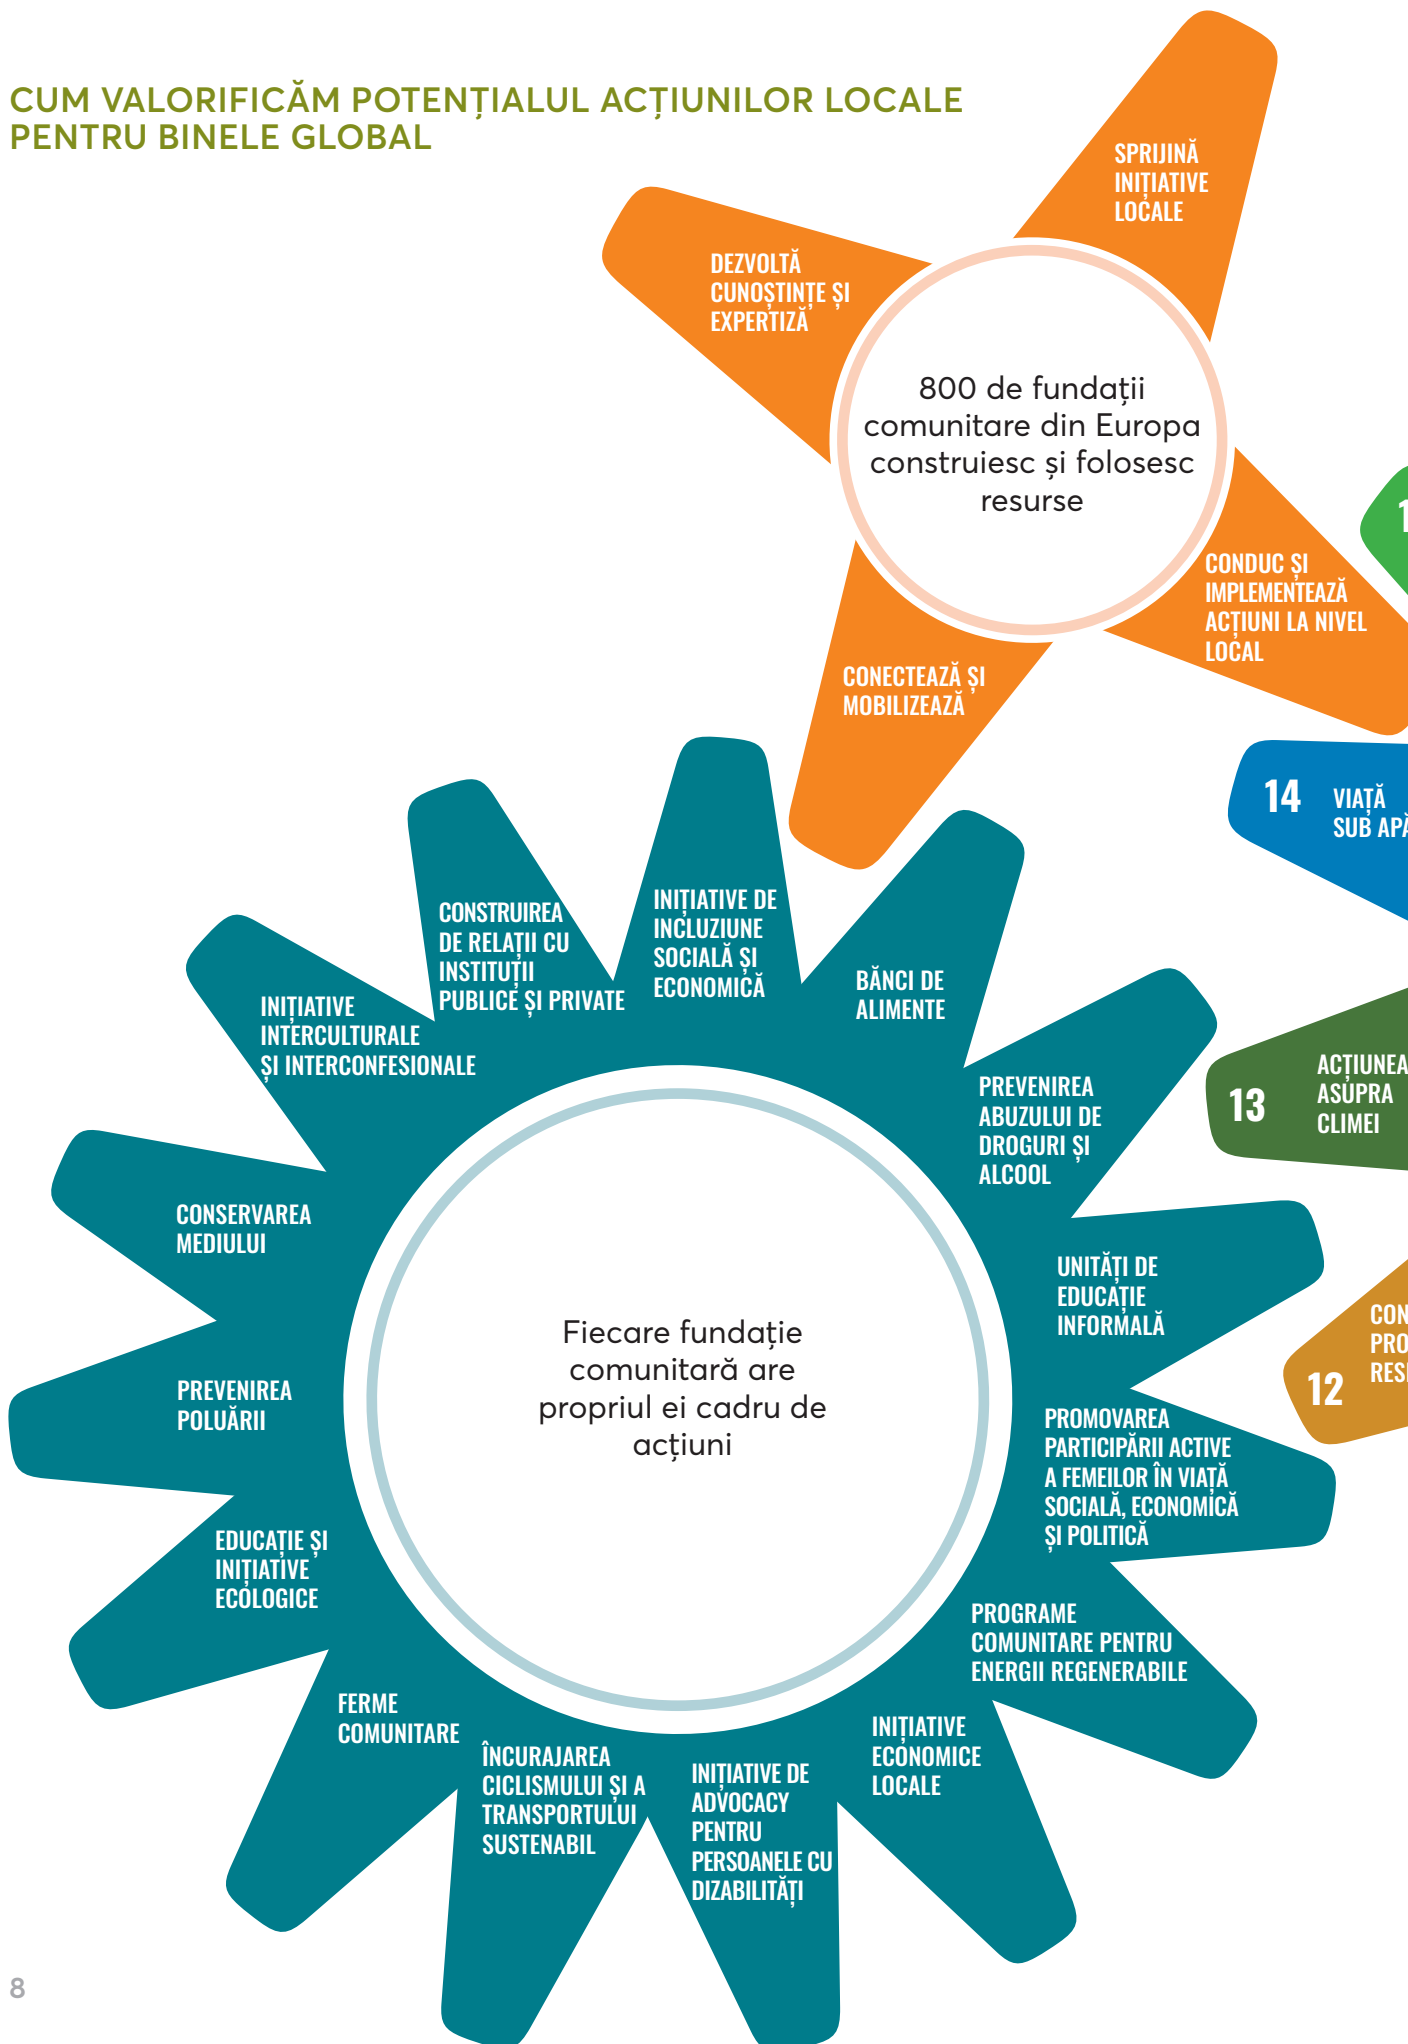 CUM VALORIFICĂM POTENȚIALUL ACȚIUNILOR LOCALE
PENTRU BINELE GLOBAL
SPRIJINĂ
INIȚIATIVE
LOCALE
DEZVOLTĂ
CUNOȘTINȚE ȘI
EXPERTIZĂ
800 de fundații
comunitare din Europa
construiesc și folosesc
resurse
CONDUC ȘI
IMPLEMENTEAZĂ
ACȚIUNI LA NIVEL
LOCAL
CONECTEAZĂ ȘI
MOBILIZEAZĂ
14
VIAȚĂ
SUB APĂ
13
ACȚIUNEA
ASUPRA
CLIMEI
12
INIȚIATIVE DE
INCLUZIUNE
SOCIALĂ ȘI
ECONOMICĂ
BĂNCI DE
ALIMENTE
PREVENIREA
ABUZULUI DE
DROGURI ȘI
ALCOOL
UNITĂȚI DE
EDUCAȚIE
INFORMALĂ
PROMOVAREA
PARTICIPĂRII ACTIVE
A FEMEILOR ÎN VIAȚĂ
SOCIALĂ, ECONOMICĂ
ȘI POLITICĂ
PROGRAME
COMUNITARE PENTRU
ENERGII REGENERABILE
INIȚIATIVE
ECONOMICE
LOCALE
INIȚIATIVE DE
ADVOCACY
PENTRU
PERSOANELE CU
DIZABILITĂȚI
ÎNCURAJAREA
CICLISMULUI ȘI A
TRANSPORTULUI
SUSTENABIL
FERME
COMUNITARE
EDUCAȚIE ȘI
INIȚIATIVE
ECOLOGICE
PREVENIREA
POLUĂRII
CONSERVAREA
MEDIULUI
INIȚIATIVE
INTERCULTURALE
ȘI INTERCONFESIONALE
CONSTRUIREA
DE RELAȚII CU
INSTITUȚII
PUBLICE ȘI PRIVATE
Fiecare fundație
comunitară are
propriul ei cadru de
acțiuni
8